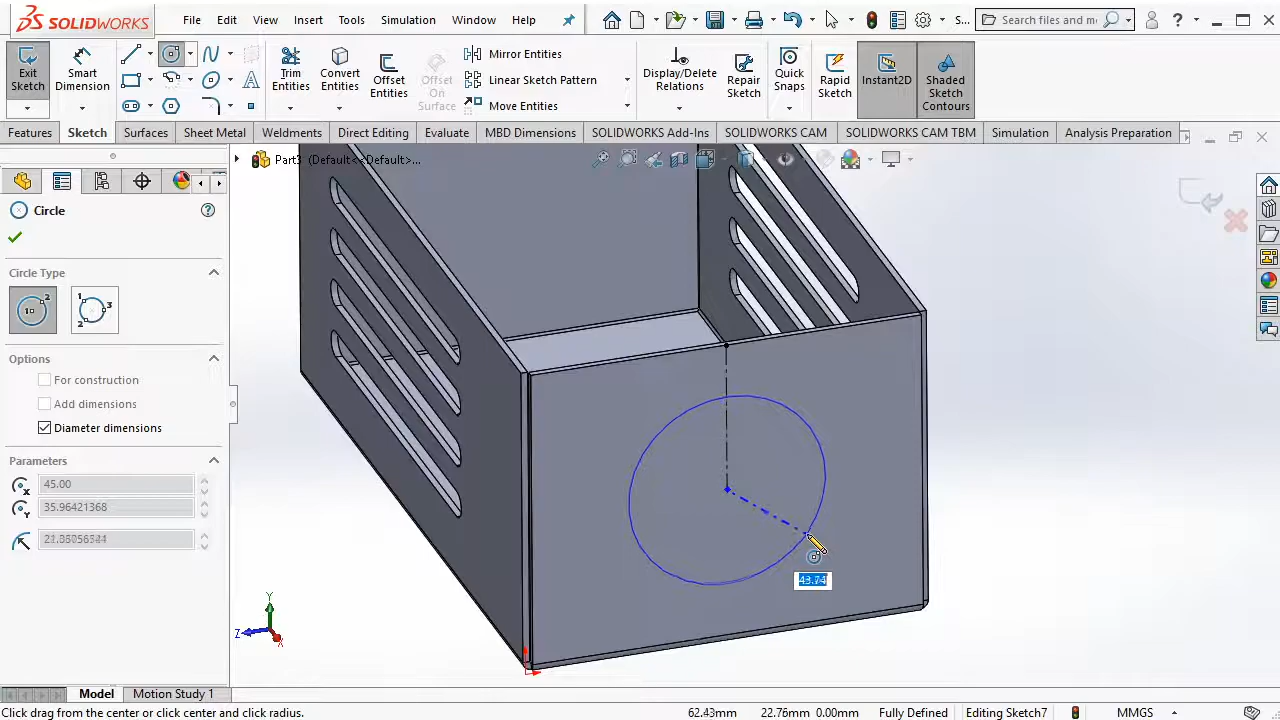 SOLIDWORKS File Edit View Insert Tools Simulation Window Help S... Search files and m
Exit Sketch
Smart Dimension
Trim Entities
Convert Entities
Offset Entities
Offset On Surface
Mirror Entities
Linear Sketch Pattern
Move Entities
Display/Delete Relations
Repair Sketch
Quick Snaps
Rapid Sketch
Instant2D
Shaded Sketch Contours
Features Sketch Surfaces Sheet Metal Weldments Direct Editing Evaluate MBD Dimensions SOLIDWORKS Add-Ins SOLIDWORKS CAM SOLIDWORKS CAM TBM Simulation Analysis Preparation
Part3 (Default<<Default>...
Circle
Circle Type
Options
For construction
Add dimensions
Diameter dimensions
Parameters
45.00
35.96421368
43.74
Y
Z
X
Model Motion Study 1
Click drag from the center or click center and click radius. 62.43mm 22.76mm 0.00mm Fully Defined Editing Sketch7 MMGS